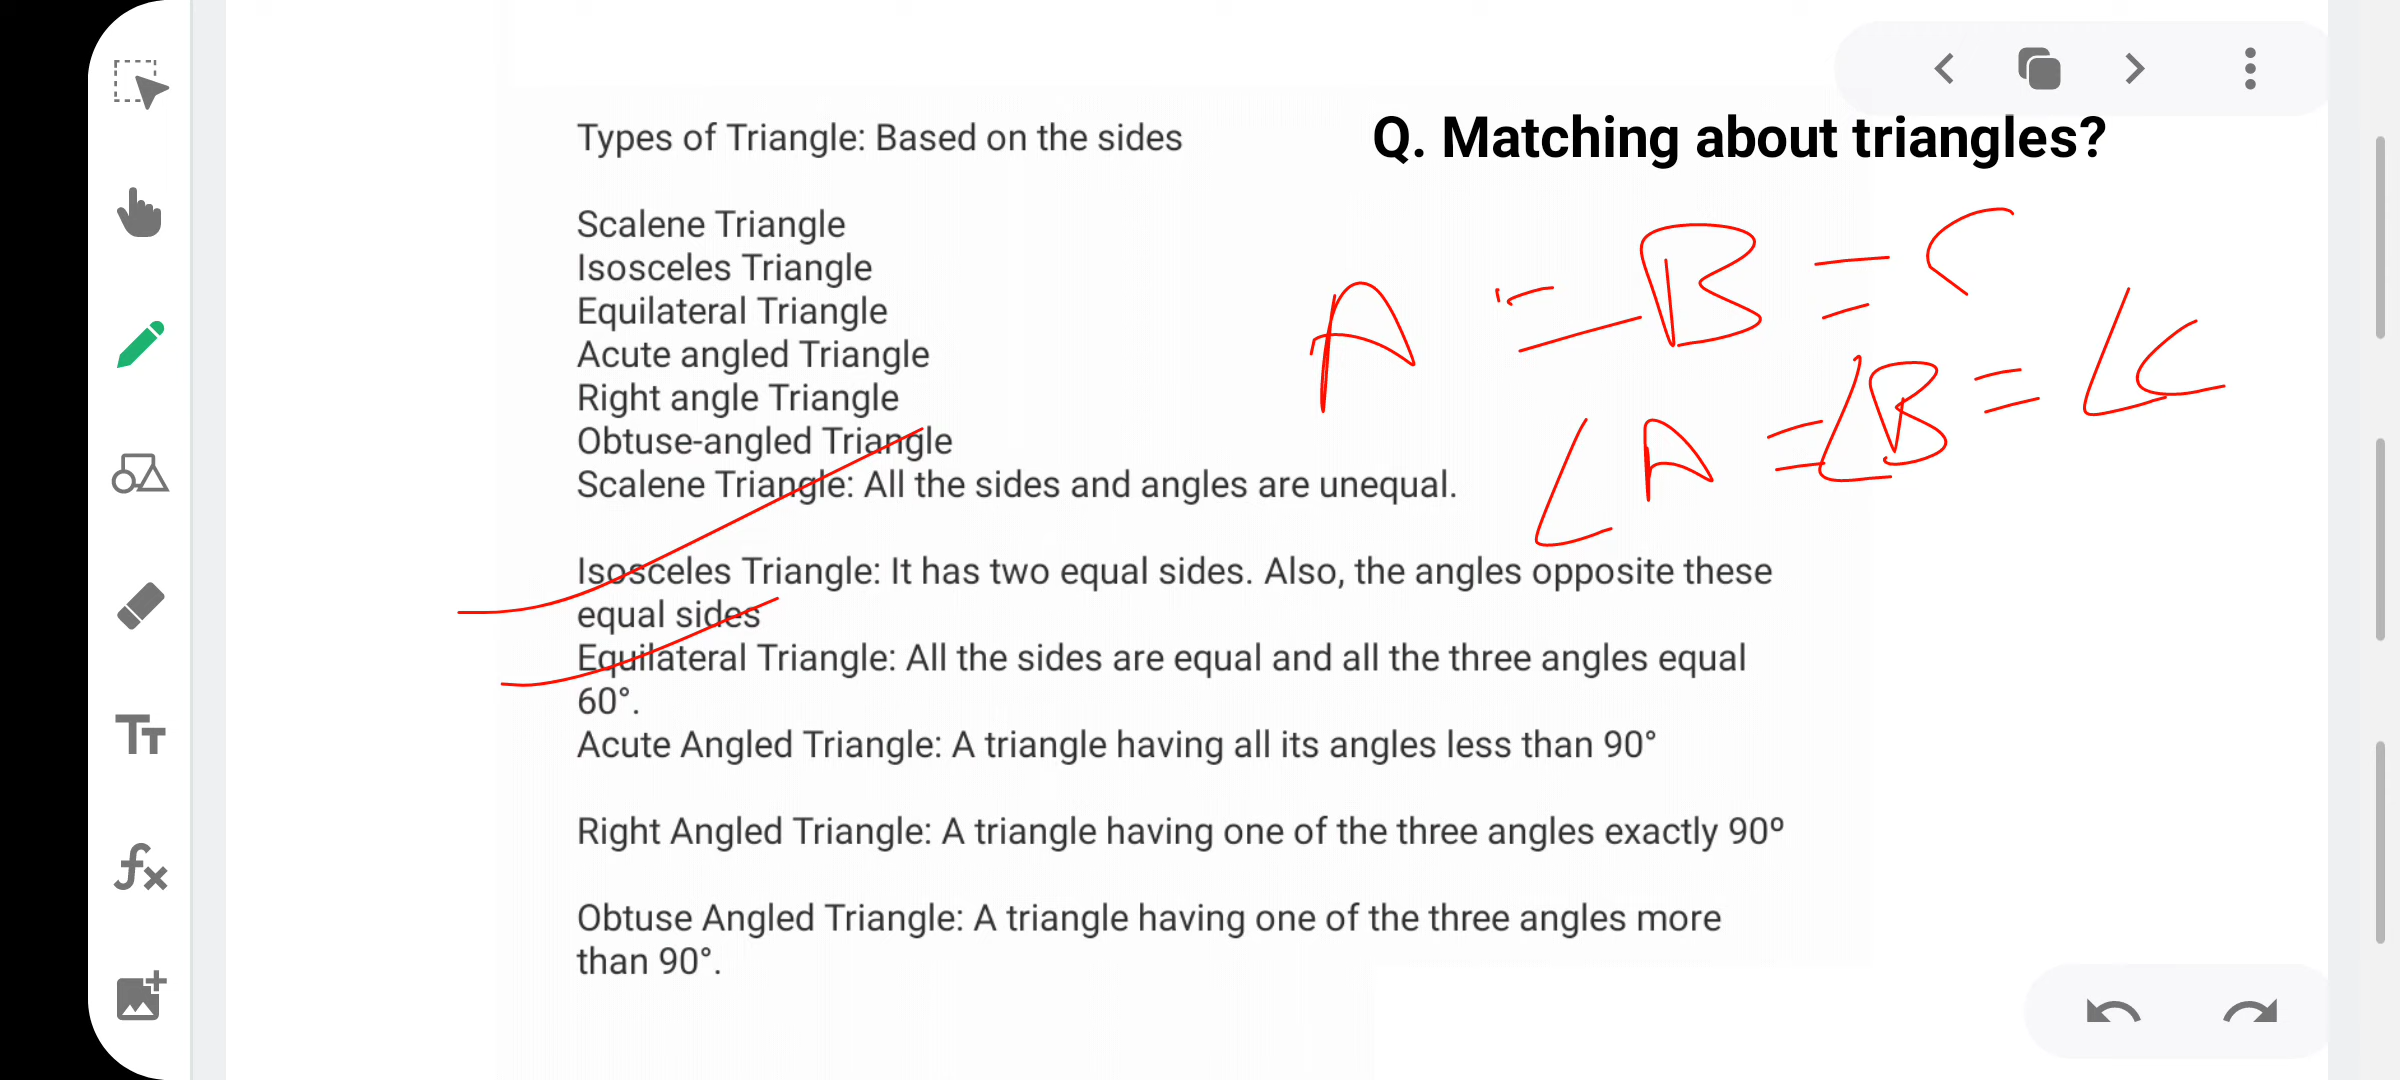 Types of Triangle: Based on the sides
Q. Matching about triangles?
Scalene Triangle
Isosceles Triangle
Equilateral Triangle
Acute angled Triangle
Right angle Triangle
Obtuse-angled Triangle
Scalene Triangle: All the sides and angles are unequal.
A = B = C
∠A = ∠B = ∠C
Isosceles Triangle: It has two equal sides. Also, the angles opposite these
equal sides
Equilateral Triangle: All the sides are equal and all the three angles equal
60°.
Acute Angled Triangle: A triangle having all its angles less than 90°
Right Angled Triangle: A triangle having one of the three angles exactly 90º
Obtuse Angled Triangle: A triangle having one of the three angles more
than 90°.